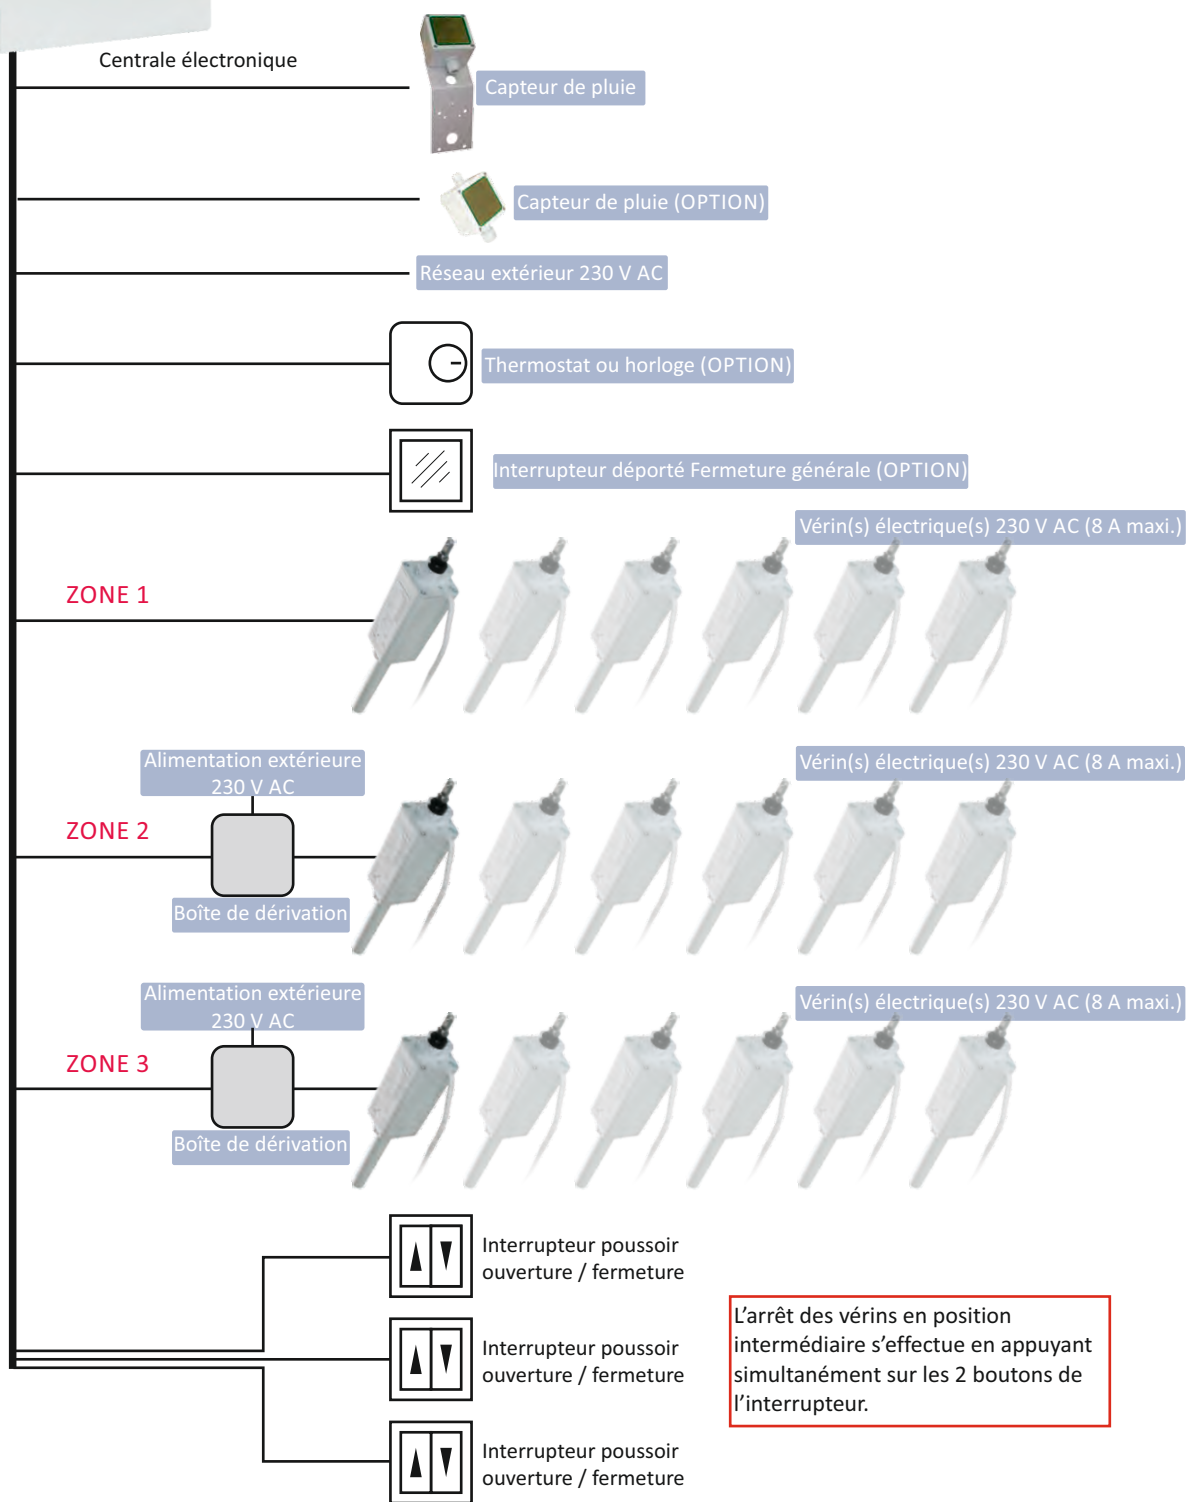 Centrale électronique
Capteur de pluie
Capteur de pluie (OPTION)
Réseau extérieur 230 V AC
Thermostat ou horloge (OPTION)
Interrupteur déporté Fermeture générale (OPTION)
Vérin(s) électrique(s) 230 V AC (8 A maxi.)
ZONE 1
Alimentation extérieure
230 V AC
Vérin(s) électrique(s) 230 V AC (8 A maxi.)
ZONE 2
Boîte de dérivation
Alimentation extérieure
230 V AC
Vérin(s) électrique(s) 230 V AC (8 A maxi.)
ZONE 3
Boîte de dérivation
Interrupteur poussoir
ouverture / fermeture
Interrupteur poussoir
ouverture / fermeture
Interrupteur poussoir
ouverture / fermeture
L’arrêt des vérins en position
intermédiaire s’effectue en appuyant
simultanément sur les 2 boutons de
l’interrupteur.